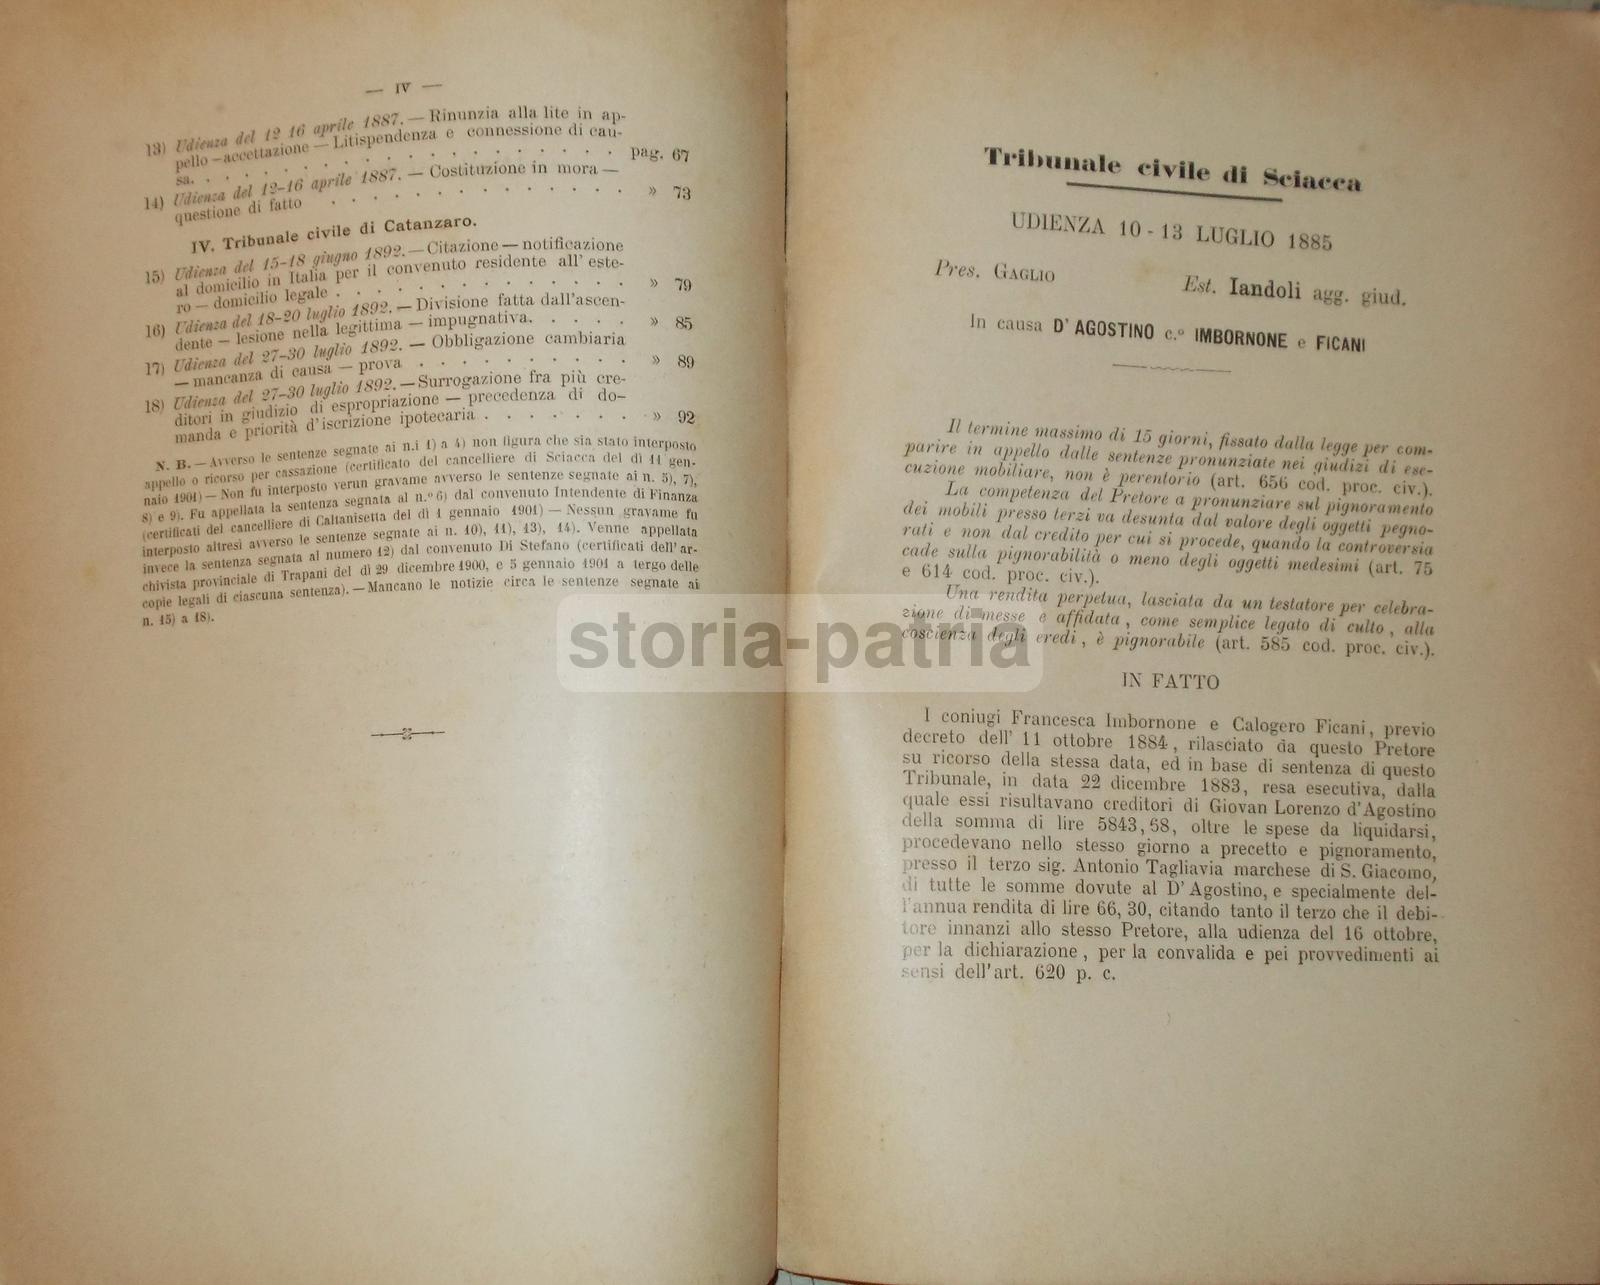 — IV —
13) Udienza del 12 16 aprile 1887. — Rinunzia alla lite in ap-
pello – accettazione — Litispendenza e connessione di cau-
sa. . . . . . . . . . . . . . . . . pag. 67
14) Udienza del 12-16 aprile 1887. — Costituzione in mora —
questione di fatto . . . . . . . . . . . . » 73
IV. Tribunale civile di Catanzaro.
15) Udienza del 15-18 giugno 1892. — Citazione — notificazione
al domicilio in Italia per il convenuto residente all' este-
ro — domicilio legale . . . . . . . . . . . » 79
16) Udienza del 18-20 luglio 1892. — Divisione fatta dall'ascen-
dente — lesione nella legittima — impugnativa. . . . . » 85
17) Udienza del 27-30 luglio 1892. — Obbligazione cambiaria
— mancanza di causa — prova . . . . . . . . . . » 89
18) Udienza del 27-30 luglio 1892. — Surrogazione fra più cre-
ditori in giudizio di espropriazione — precedenza di do-
manda e priorità d'iscrizione ipotecaria . . . . . . . » 92
N. B. — Avverso le sentenze segnate ai n.i 1) a 4) non figura che sia stato interposto
appello o ricorso per cassazione (certificato del cancelliere di Sciacca del dì 11 gen-
naio 1901) — Non fu interposto verun gravame avverso le sentenze segnate ai n. 5), 7),
8) e 9). Fu appellata la sentenza segnata al n.º 6) dal convenuto Intendente di Finanza
(certificati del cancelliere di Caltanisetta del dì 1 gennaio 1901) — Nessun gravame fu
interposto altresì avverso le sentenze segnate ai n. 10), 11), 13), 14). Venne appellata
invece la sentenza segnata al numero 12) dal convenuto Di Stefano (certificati dell'ar-
chivista provinciale di Trapani del dì 29 dicembre 1900, e 5 gennaio 1901 a tergo delle
copie legali di ciascuna sentenza). — Mancano le notizie circa le sentenze segnate ai
n. 15) a 18).
Tribunale civile di Sciacca
UDIENZA 10 - 13 LUGLIO 1885
Pres. GAGLIO Est. Iandoli agg. giud.
In causa D' AGOSTINO c.º IMBORNONE e FICANI
Il termine massimo di 15 giorni, fissato dalla legge per com-
parire in appello dalle sentenze pronunziate nei giudizi di ese-
cuzione mobiliare, non è perentorio (art. 656 cod. proc. civ.).
La competenza del Pretore a pronunziare sul pignoramento
dei mobili presso terzi va desunta dal valore degli oggetti pegno-
rati e non dal credito per cui si procede, quando la controversia
cade sulla pignorabilità o meno degli oggetti medesimi (art. 75
e 614 cod. proc. civ.).
Una rendita perpetua, lasciata da un testatore per celebra-
zione di messe e affidata, come semplice legato di culto, alla
coscienza degli eredi, è pignorabile (art. 585 cod. proc. civ.).
storia-patria
IN FATTO
I coniugi Francesca Imbornone e Calogero Ficani, previo
decreto dell' 11 ottobre 1884, rilasciato da questo Pretore
su ricorso della stessa data, ed in base di sentenza di questo
Tribunale, in data 22 dicembre 1883, resa esecutiva, dalla
quale essi risultavano creditori di Giovan Lorenzo d'Agostino
della somma di lire 5843,58, oltre le spese da liquidarsi,
procedevano nello stesso giorno a precetto e pignoramento,
presso il terzo sig. Antonio Tagliavia marchese di S. Giacomo,
di tutte le somme dovute al D'Agostino, e specialmente del-
l'annua rendita di lire 66, 30, citando tanto il terzo che il debi-
tore innanzi allo stesso Pretore, alla udienza del 16 ottobre,
per la dichiarazione, per la convalida e pei provvedimenti ai
sensi dell'art. 620 p. c.